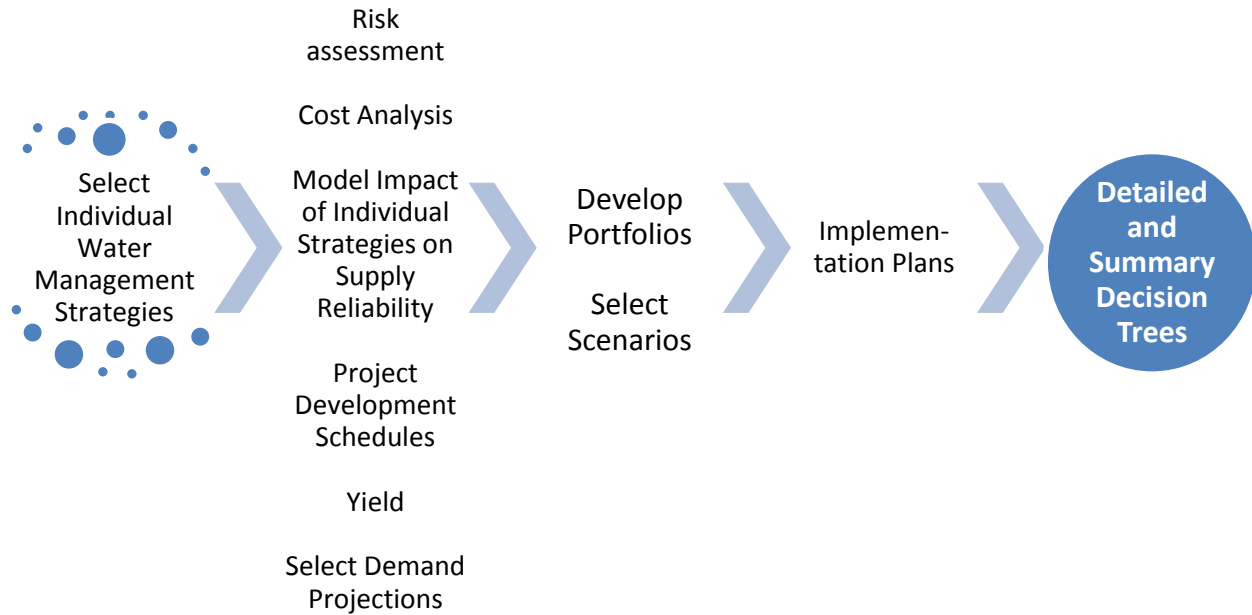 Select
Individual
Water
Management
Strategies
Risk
assessment
Cost Analysis
Model Impact
of Individual
Strategies on
Supply
Reliability
Project
Development
Schedules
Yield
Select Demand
Projections
Develop
Portfolios
Select
Scenarios
Implemen-
tation Plans
Detailed
and
Summary
Decision
Trees